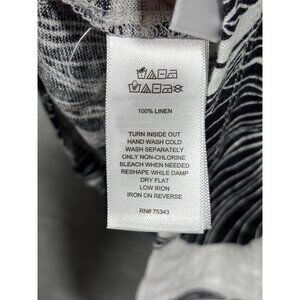 100% LINEN
TURN INSIDE OUT
HAND WASH COLD
WASH SEPARATELY
ONLY NON-CHLORINE
BLEACH WHEN NEEDED
RESHAPE WHILE DAMP
DRY FLAT
LOW IRON
IRON ON REVERSE
RN# 75343